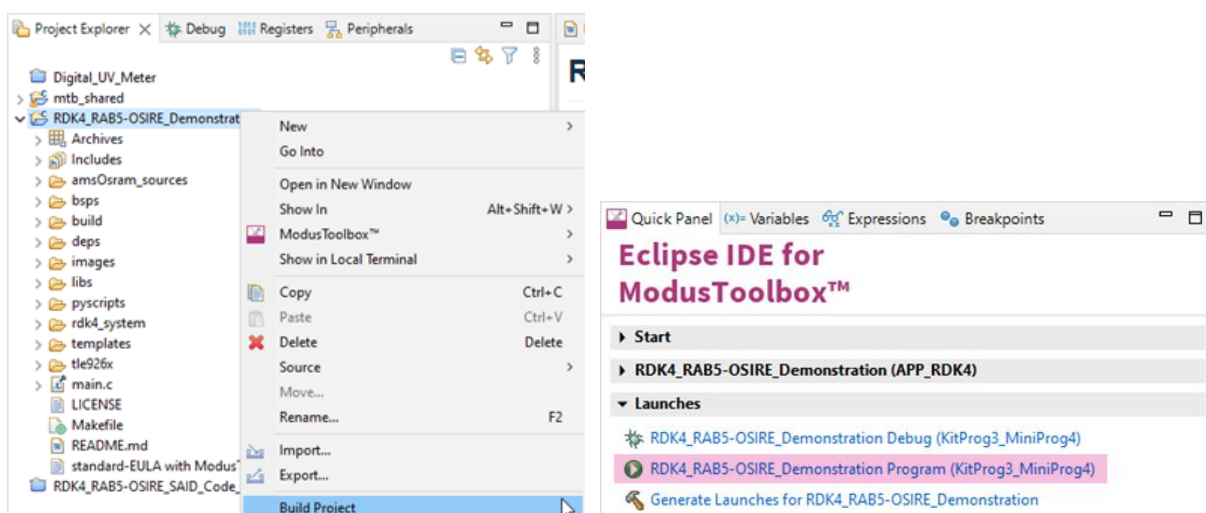 Project Explorer
Debug
Registers
Peripherals
Digital_UV_Meter
mtb_shared
RDK4_RAB5-OSIRE_Demonstrat
Archives
Includes
amsOsram_sources
bsps
build
deps
images
libs
pyscripts
rdk4_system
templates
tle926x
main.c
LICENSE
Makefile
README.md
standard-EULA with ModusT
RDK4_RAB5-OSIRE_SAID_Code_
R
New
Go Into
Open in New Window
Show In Alt+Shift+W >
ModusToolbox™
Show in Local Terminal
Copy Ctrl+C
Paste Ctrl+V
Delete Delete
Source
Move...
Rename... F2
Import...
Export...
Build Project
Quick Panel
(x)= Variables
Expressions
Breakpoints
Eclipse IDE for
ModusToolbox™
Start
RDK4_RAB5-OSIRE_Demonstration (APP_RDK4)
Launches
RDK4_RAB5-OSIRE_Demonstration Debug (KitProg3_MiniProg4)
RDK4_RAB5-OSIRE_Demonstration Program (KitProg3_MiniProg4)
Generate Launches for RDK4_RAB5-OSIRE_Demonstration